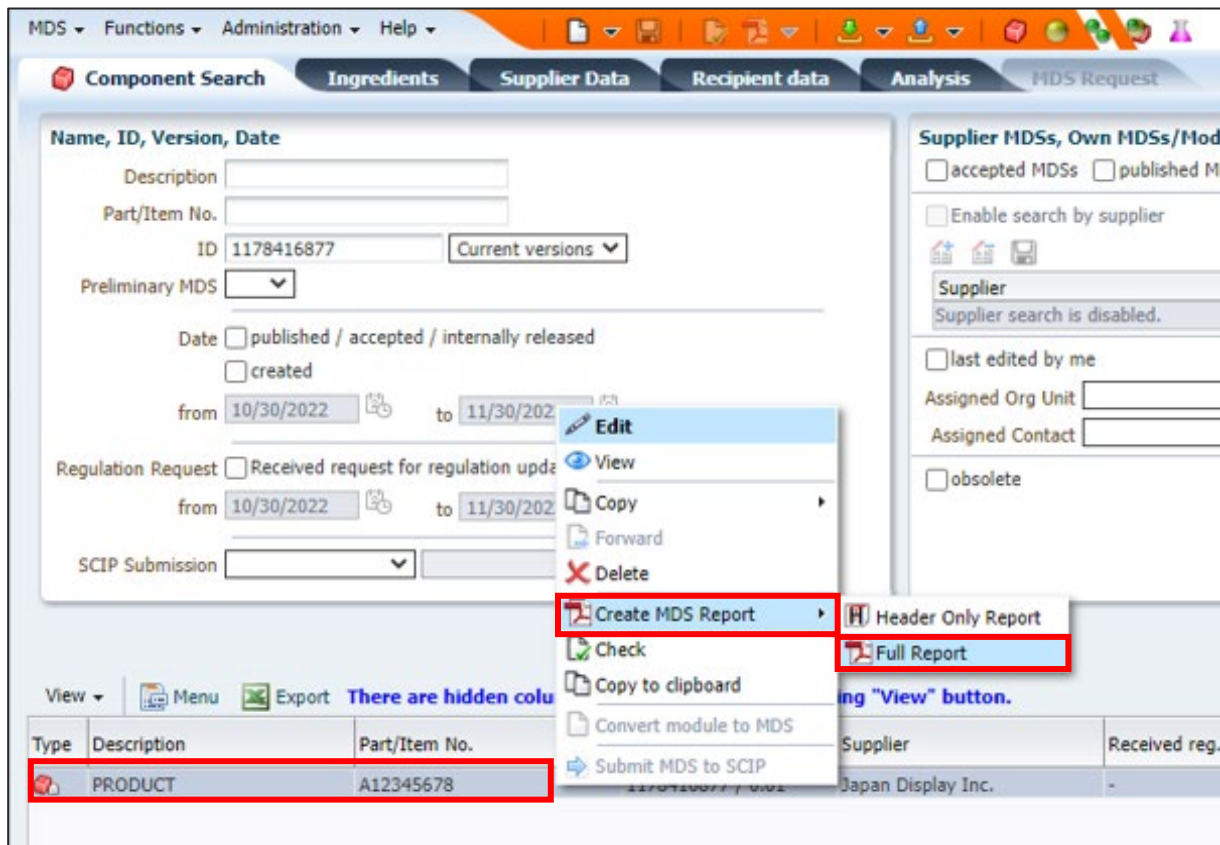 MDS Functions Administration Help
Component Search Ingredients Supplier Data Recipient data Analysis MDS Request
Name, ID, Version, Date
Description
Part/Item No.
ID 1178416877 Current versions
Preliminary MDS
Date published / accepted / internally released
created
from 10/30/2022 to 11/30/202
Regulation Request Received request for regulation upda
from 10/30/2022 to 11/30/202
SCIP Submission
Supplier MDSs, Own MDSs/Mod
accepted MDSs published M
Enable search by supplier
Supplier
Supplier search is disabled.
last edited by me
Assigned Org Unit
Assigned Contact
obsolete
Edit
View
Copy
Forward
Delete
Create MDS Report
Check
Copy to clipboard
Convert module to MDS
Submit MDS to SCIP
Header Only Report
Full Report
View Menu Export There are hidden colu ing "View" button.
Type Description Part/Item No. Supplier Received reg.
PRODUCT A12345678 1178416877 / 0.01 Japan Display Inc. -